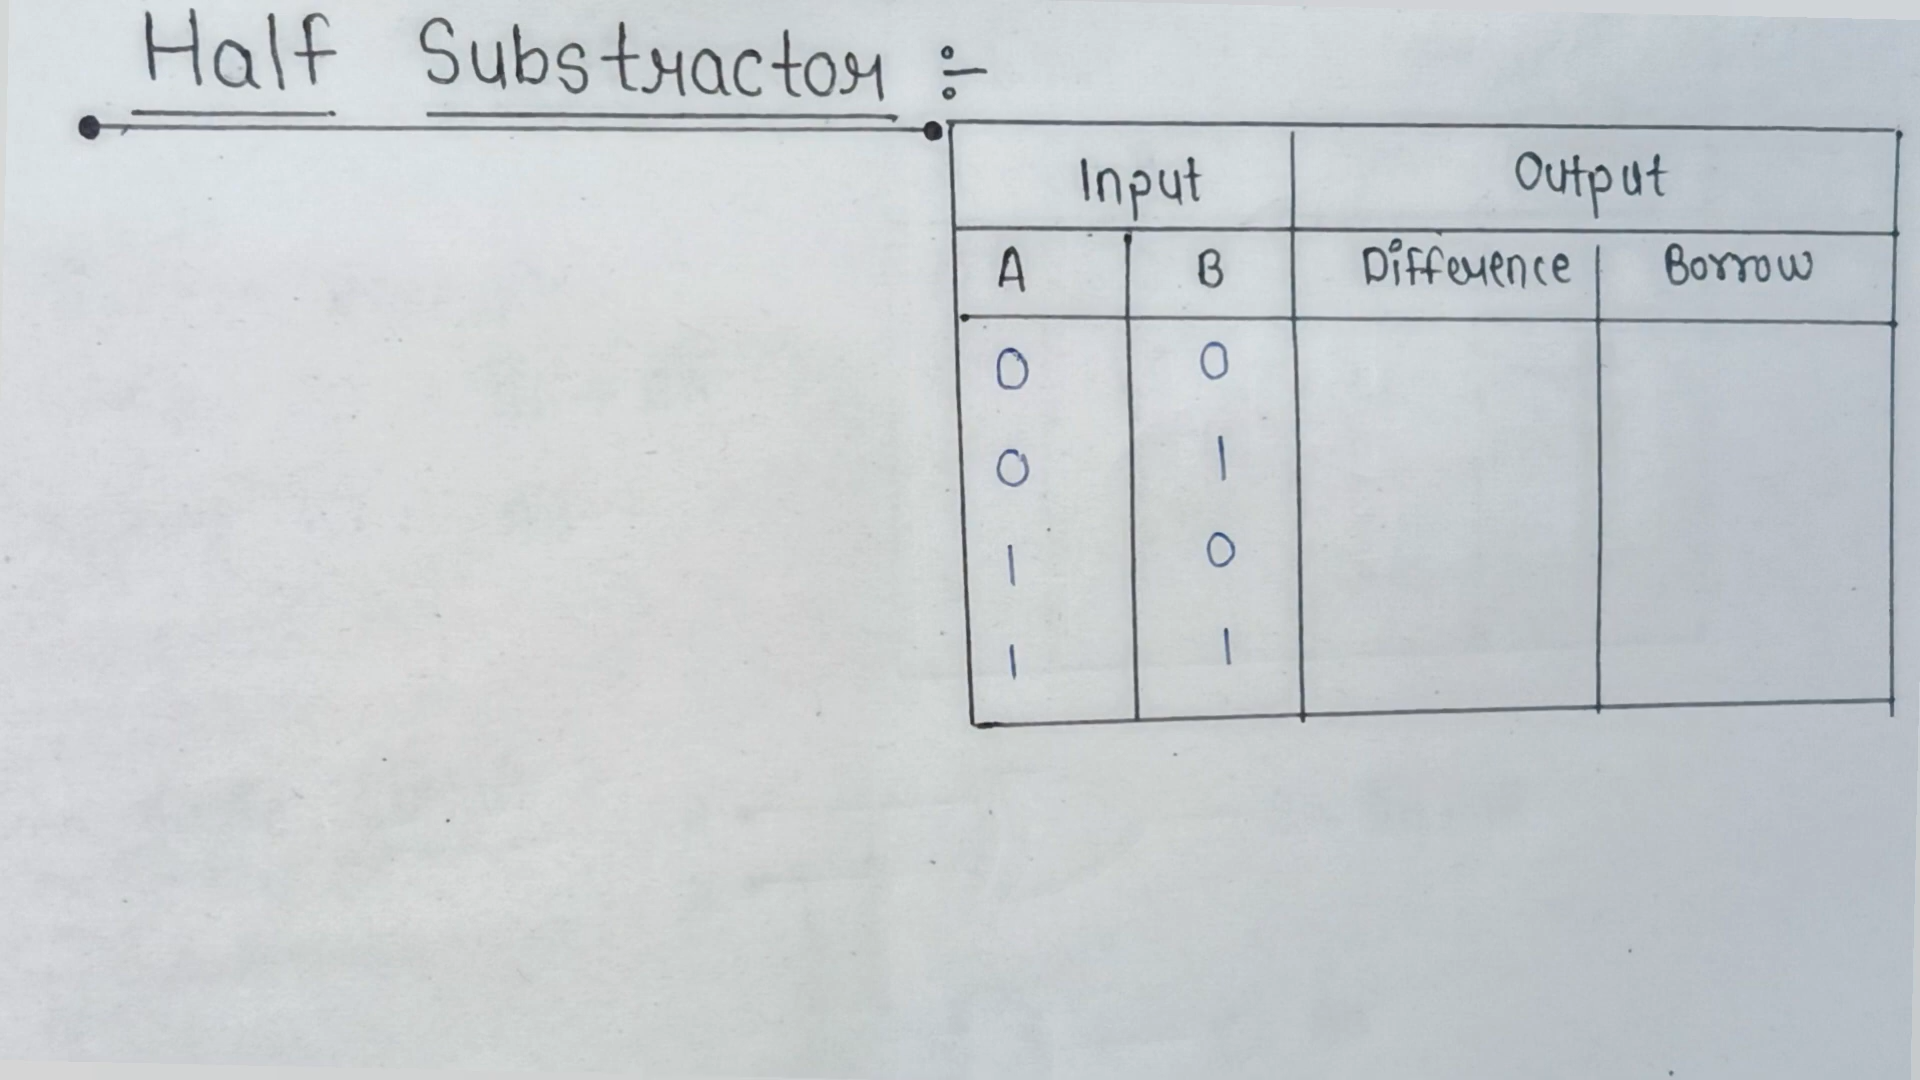 Half Substractor :-
Input Output
A B Difference Borrow
0 0
0 1
1 0
1 1